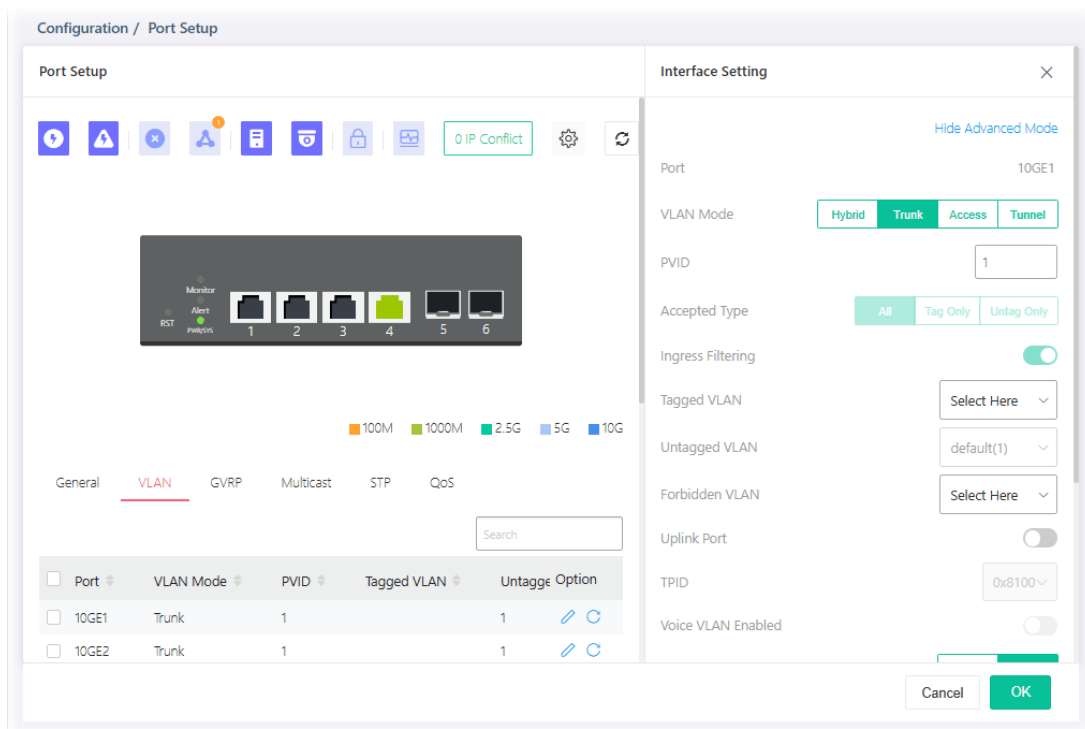 Configuration / Port Setup
Port Setup
1
0 IP Conflict
Monitor
Alert
RST
PWR/SYS
1 2 3 4 5 6
100M 1000M 2.5G 5G 10G
General VLAN GVRP Multicast STP QoS
Search
Port VLAN Mode PVID Tagged VLAN Untagge Option
10GE1 Trunk 1 1
10GE2 Trunk 1 1
Interface Setting
Hide Advanced Mode
Port 10GE1
VLAN Mode Hybrid Trunk Access Tunnel
PVID 1
Accepted Type All Tag Only Untag Only
Ingress Filtering
Tagged VLAN Select Here
Untagged VLAN default(1)
Forbidden VLAN Select Here
Uplink Port
TPID 0x8100
Voice VLAN Enabled
Cancel OK